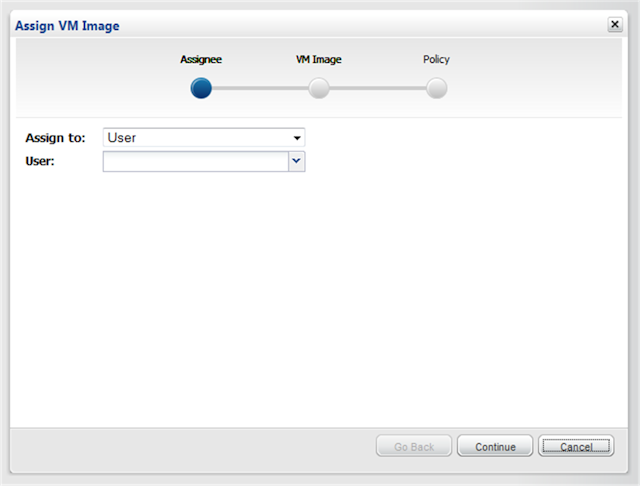 Assign VM Image
Assignee VM Image Policy
Assign to: User
User:
Go Back Continue Cancel